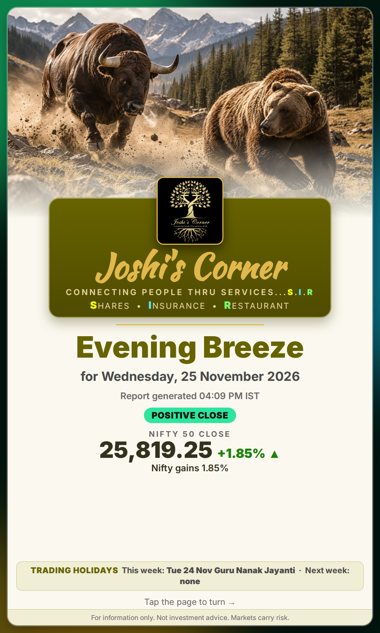 Joshi's Corner
Joshi's Corner
CONNECTING PEOPLE THRU SERVICES...S.I.R
SHARES • INSURANCE • RESTAURANT
Evening Breeze
for Wednesday, 25 November 2026
Report generated 04:09 PM IST
POSITIVE CLOSE
NIFTY 50 CLOSE
25,819.25 +1.85% ▲
Nifty gains 1.85%
TRADING HOLIDAYS This week: Tue 24 Nov Guru Nanak Jayanti · Next week:
none
Tap the page to turn →
For information only. Not investment advice. Markets carry risk.